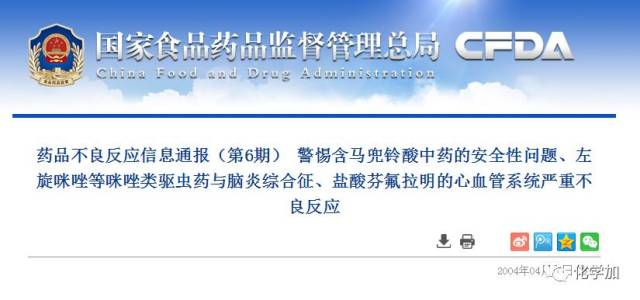 国家食品药品监督管理总局 CFDA
China Food and Drug Administration
药品不良反应信息通报（第6期） 警惕含马兜铃酸中药的安全性问题、左
旋咪唑等咪唑类驱虫药与脑炎综合征、盐酸芬氟拉明的心血管系统严重不
良反应
2004年04月
化学加